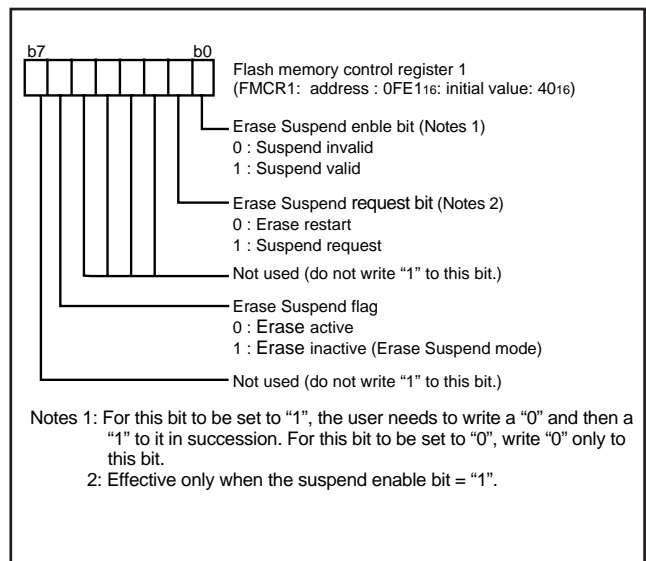 b7 b0
Flash memory control register 1
(FMCR1: address : 0FE116: initial value: 4016)
Erase Suspend enble bit (Notes 1)
0 : Suspend invalid
1 : Suspend valid
Erase Suspend request bit (Notes 2)
0 : Erase restart
1 : Suspend request
Not used (do not write “1” to this bit.)
Erase Suspend flag
0 : Erase active
1 : Erase inactive (Erase Suspend mode)
Not used (do not write “1” to this bit.)
Notes 1: For this bit to be set to “1”, the user needs to write a “0” and then a
“1” to it in succession. For this bit to be set to “0”, write “0” only to
this bit.
2: Effective only when the suspend enable bit = “1”.